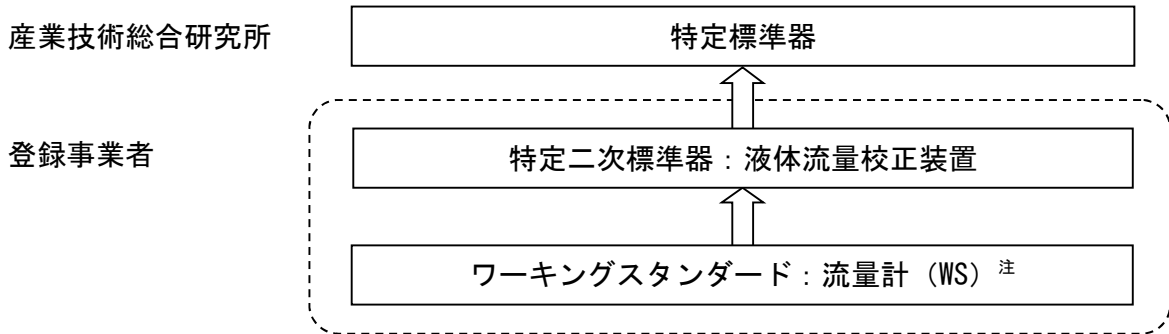 産業技術総合研究所
特定標準器
登録事業者
特定二次標準器：液体流量校正装置
ワーキングスタンダード：流量計（WS）注